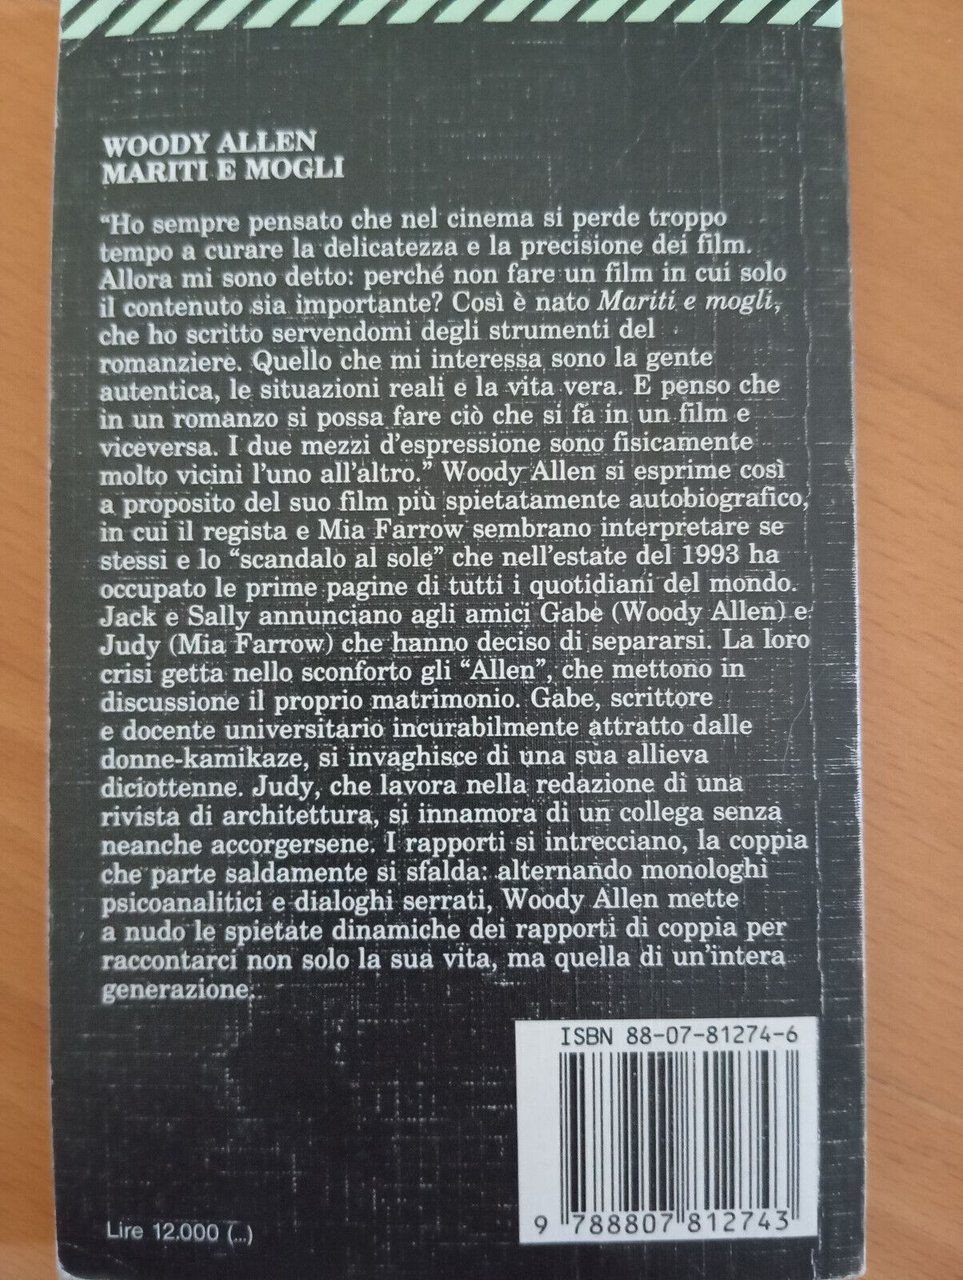 WOODY ALLEN
MARITI E MOGLI
“Ho sempre pensato che nel cinema si perde troppo
tempo a curare la delicatezza e la precisione dei film.
Allora mi sono detto: perché non fare un film in cui solo
il contenuto sia importante? Così è nato Mariti e mogli,
che ho scritto servendomi degli strumenti del
romanziere. Quello che mi interessa sono la gente
autentica, le situazioni reali e la vita vera. E penso che
in un romanzo si possa fare ciò che si fa in un film e
viceversa. I due mezzi d'espressione sono fisicamente
molto vicini l'uno all'altro.” Woody Allen si esprime così
a proposito del suo film più spietatamente autobiografico,
in cui il regista e Mia Farrow sembrano interpretare se
stessi e lo “scandalo al sole” che nell'estate del 1993 ha
occupato le prime pagine di tutti i quotidiani del mondo.
Jack e Sally annunciano agli amici Gabe (Woody Allen) e
Judy (Mia Farrow) che hanno deciso di separarsi. La loro
crisi getta nello sconforto gli “Allen”, che mettono in
discussione il proprio matrimonio. Gabe, scrittore
e docente universitario incurabilmente attratto dalle
donne-kamikaze, si invaghisce di una sua allieva
diciottenne. Judy, che lavora nella redazione di una
rivista di architettura, si innamora di un collega senza
neanche accorgersene. I rapporti si intrecciano, la coppia
che parte saldamente si sfalda: alternando monologhi
psicoanalitici e dialoghi serrati, Woody Allen mette
a nudo le spietate dinamiche dei rapporti di coppia per
raccontarci non solo la sua vita, ma quella di un'intera
generazione.
ISBN 88-07-81274-6
9 788807 812743
Lire 12.000 (...)